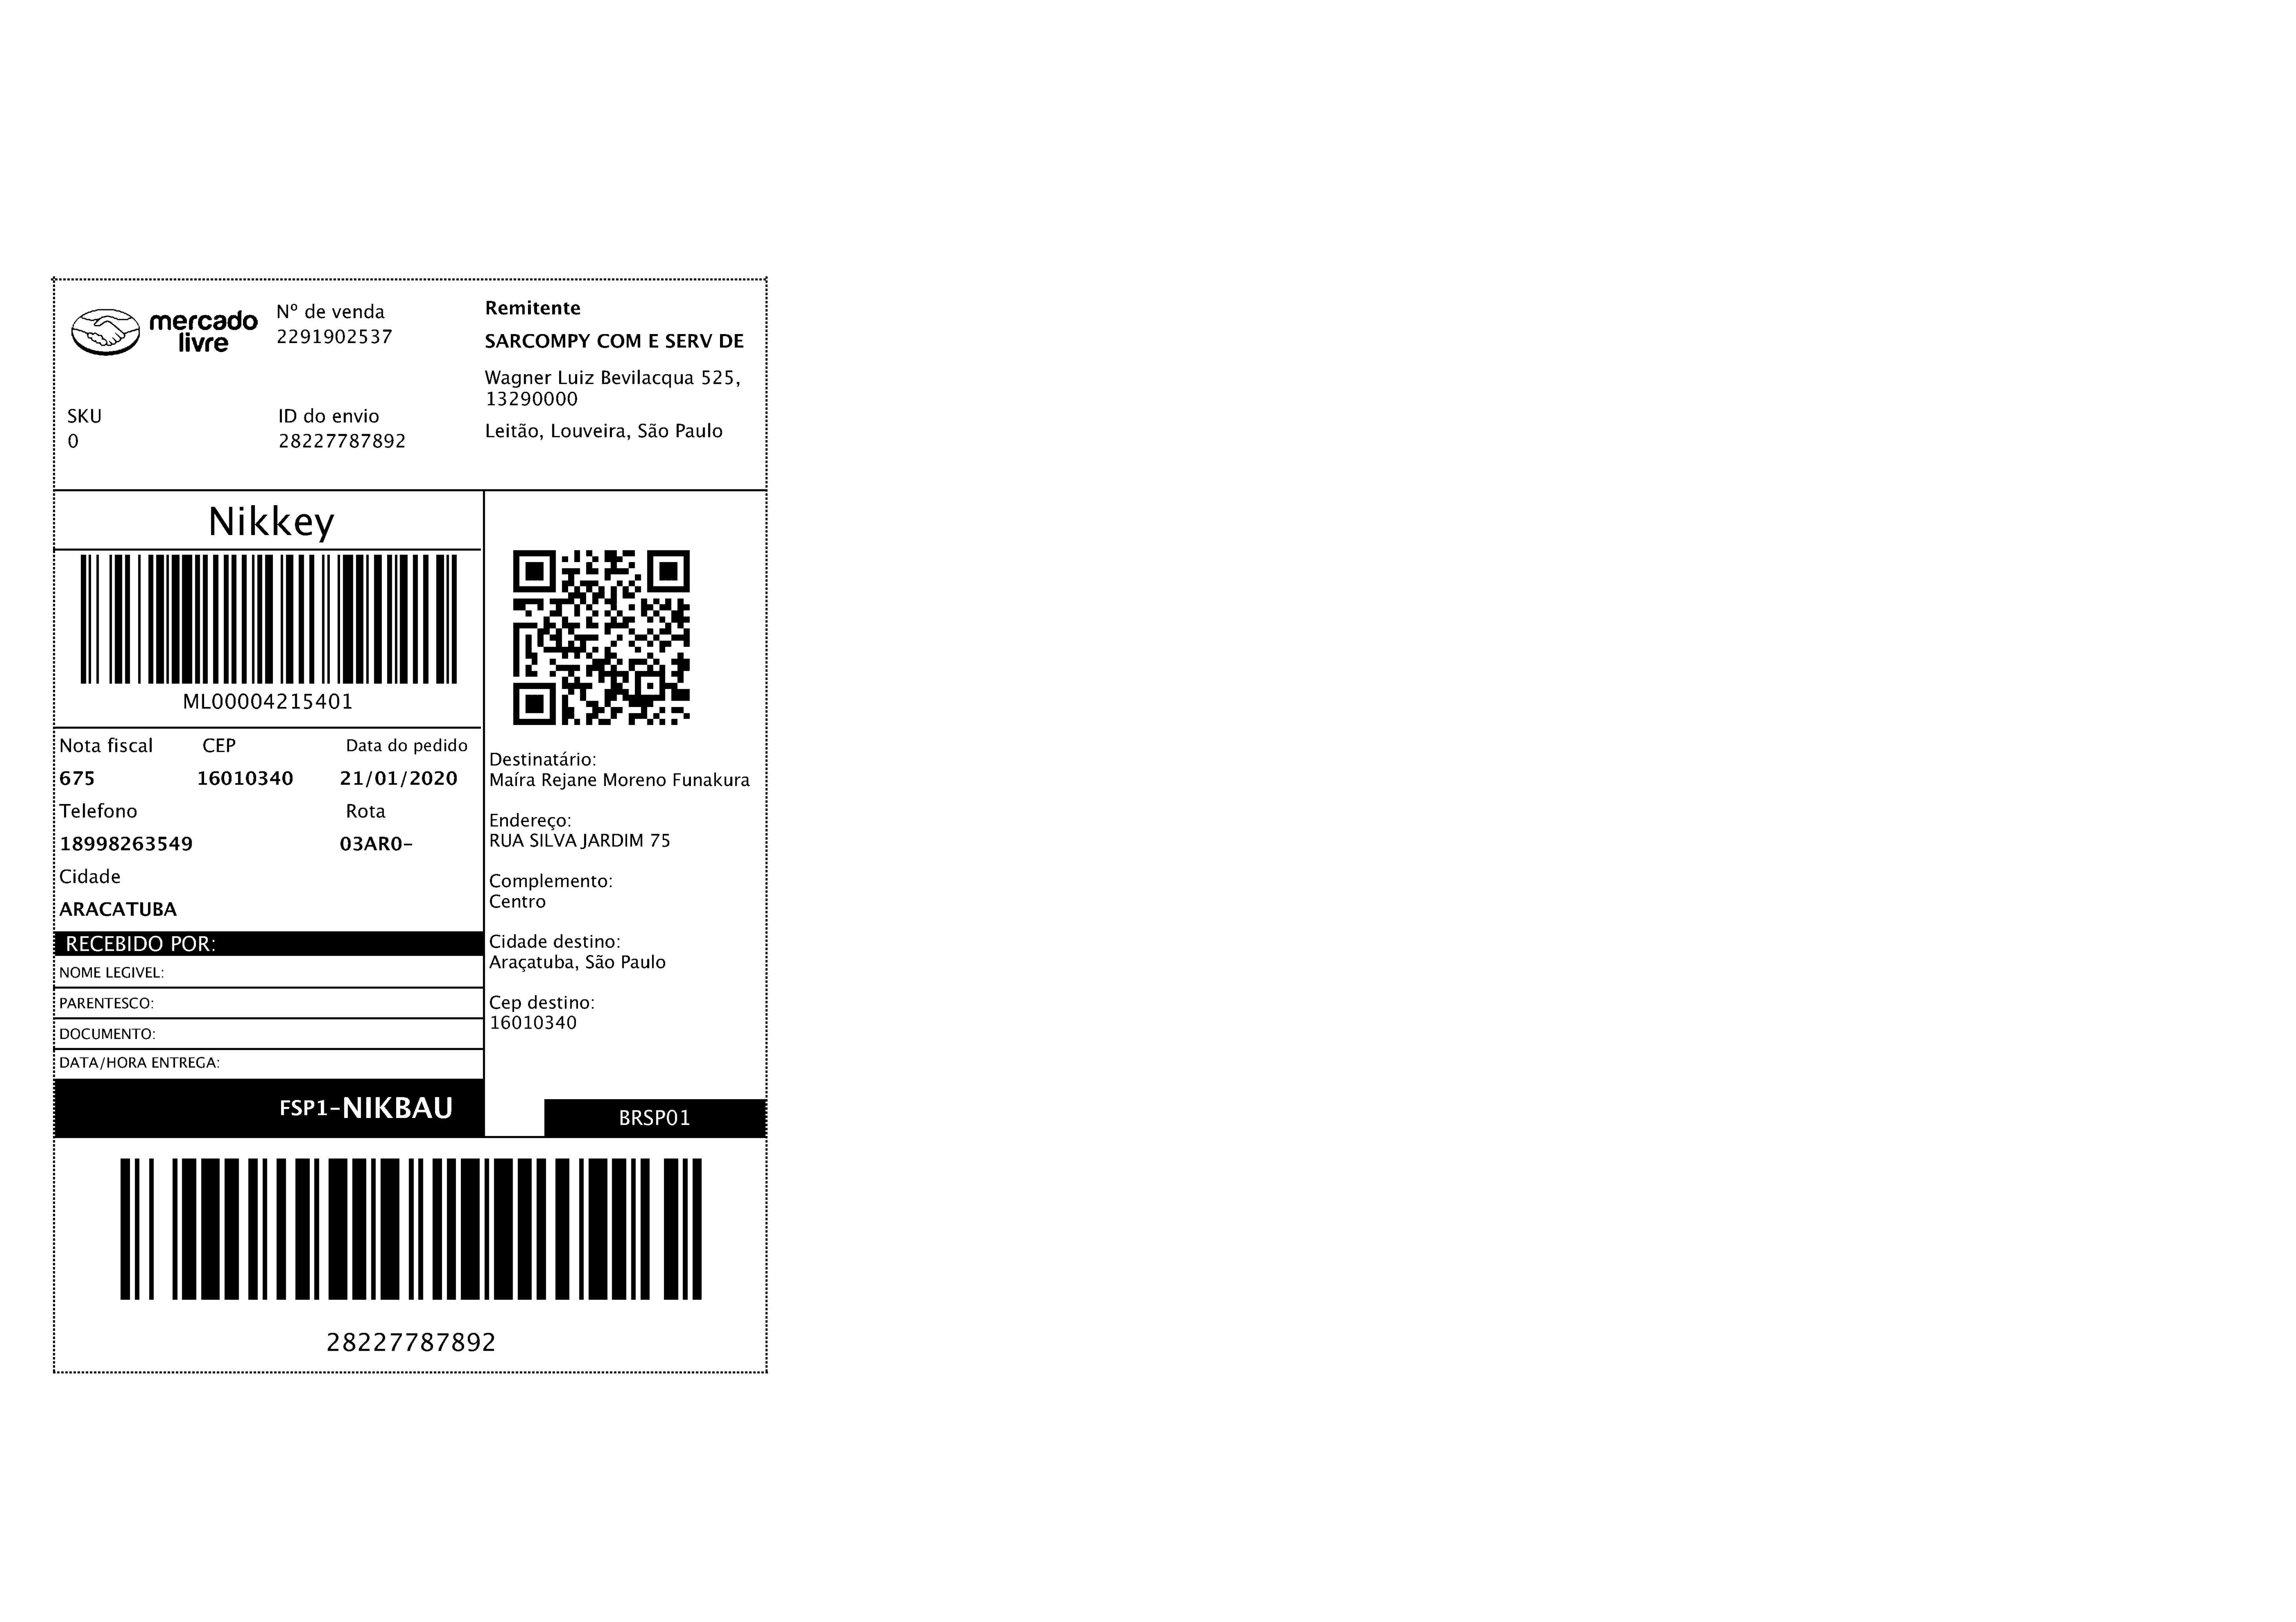 mercado
livre
Nº de venda
2291902537
SKU
0
ID do envio
28227787892
Remitente
SARCOMPY COM E SERV DE
Wagner Luiz Bevilacqua 525,
13290000
Leitão, Louveira, São Paulo
Nikkey
ML00004215401
Nota fiscal CEP Data do pedido
675 16010340 21/01/2020
Telefono Rota
18998263549 03AR0-
Cidade
ARACATUBA
RECEBIDO POR:
NOME LEGIVEL:
PARENTESCO:
DOCUMENTO:
DATA/HORA ENTREGA:
FSP1-NIKBAU
Destinatário:
Maíra Rejane Moreno Funakura
Endereço:
RUA SILVA JARDIM 75
Complemento:
Centro
Cidade destino:
Araçatuba, São Paulo
Cep destino:
16010340
BRSP01
28227787892